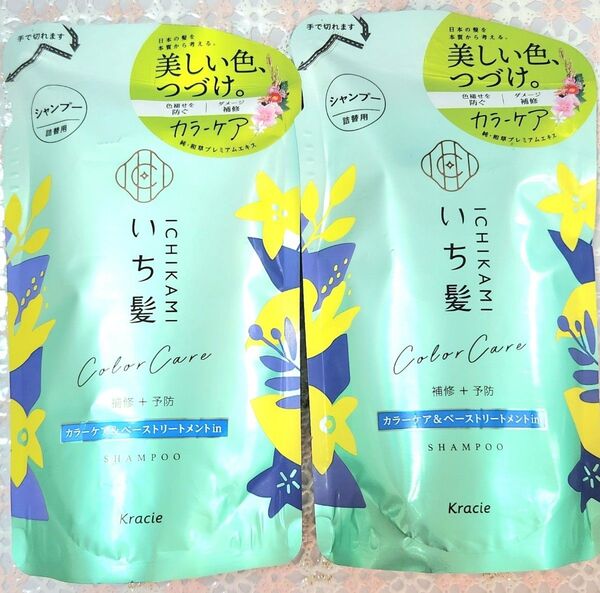 手で切れます
日本の髪を
本質から考える。
美しい色、
つづけ。
色褪せを
防ぐ
ダメージ
補修
カラーケア
純・和草プレミアムエキス
シャンプー
詰替用
ICHIKAMI
いち髪
Color Care
補修 + 予防
カラーケア&ベーストリートメントin
SHAMPOO
Kracie
手で切れます
日本の髪を
本質から考える。
美しい色、
つづけ。
色褪せを
防ぐ
ダメージ
補修
カラーケア
純・和草プレミアムエキス
シャンプー
詰替用
ICHIKAMI
いち髪
Color Care
補修 + 予防
カラーケア&ベーストリートメントin
SHAMPOO
Kracie